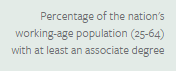 Percentage of the nation's
working-age population (25-64)
with at least an associate degree